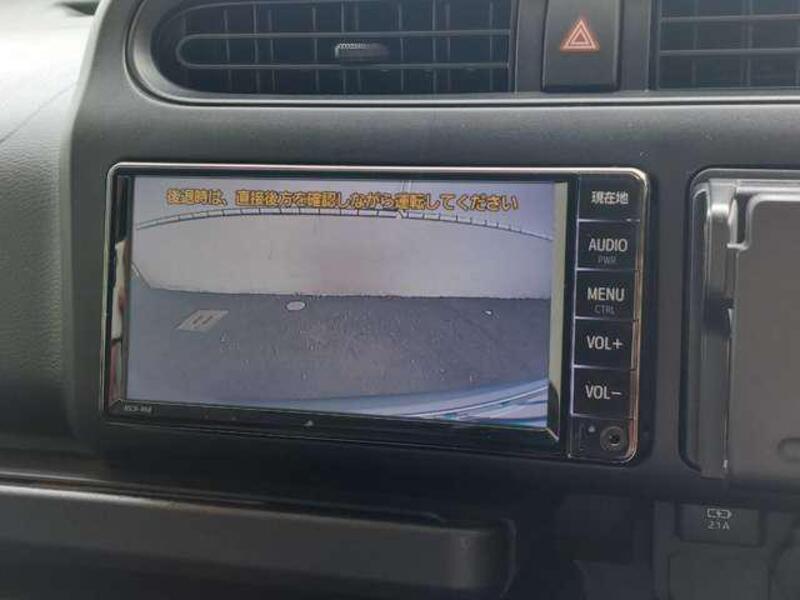 後退時は、直接後方を確認しながら運転してください
現在地
AUDIO
PWR
MENU
CTRL
VOL+
VOL-
2.1A